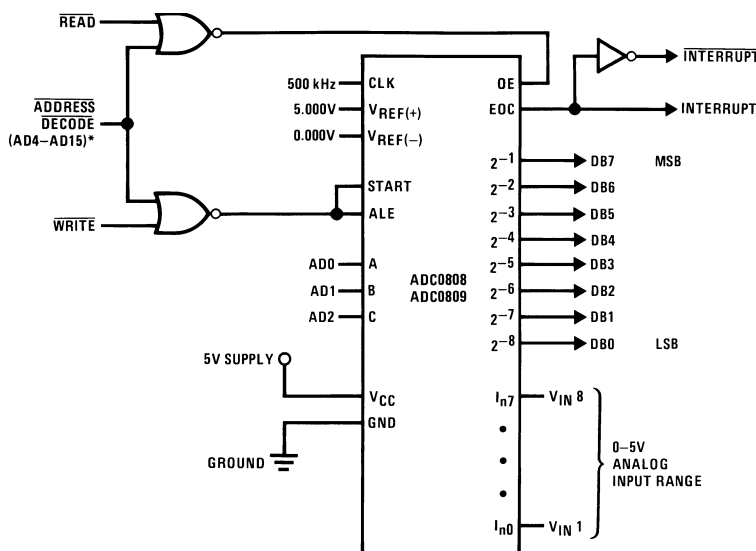 READ
500 kHz
CLK
OE
INTERRUPT
ADDRESS
DECODE
(AD4–AD15)*
5.000V
VREF(+)
EOC
INTERRUPT
0.000V
VREF(−)
2−1
DB7
MSB
START
2−2
DB6
WRITE
ALE
2−3
DB5
2−4
DB4
AD0
A
ADC0808
ADC0809
2−5
DB3
AD1
B
2−6
DB2
AD2
C
2−7
DB1
2−8
DB0
LSB
5V SUPPLY
VCC
In7
VIN 8
GND
GROUND
0–5V
ANALOG
INPUT RANGE
In0
VIN 1